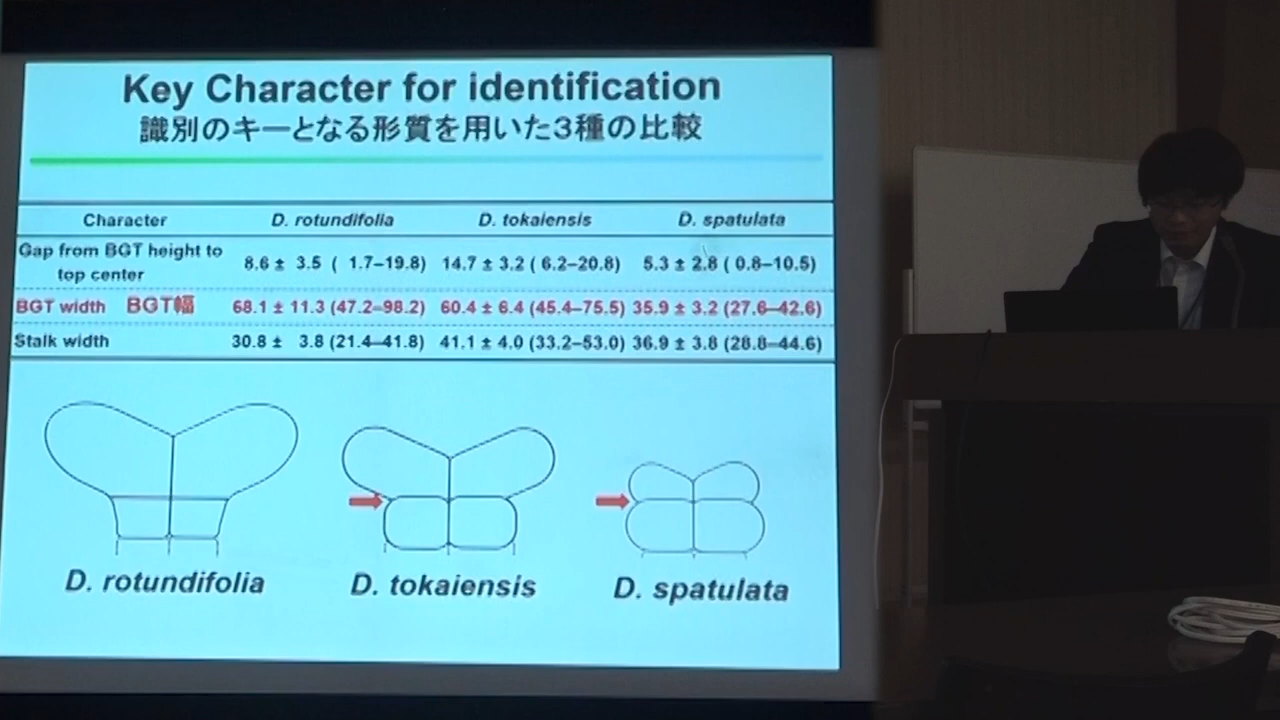 Key Character for identification
識別のキーとなる形質を用いた3種の比較
Character D. rotundifolia D. tokaiensis D. spatulata
Gap from BGT height to top center 8.6 ± 3.5 ( 1.7–19.8) 14.7 ± 3.2 ( 6.2–20.8) 5.3 ± 2.8 ( 0.8–10.5)
BGT width BGT幅 68.1 ± 11.3 (47.2–98.2) 60.4 ± 6.4 (45.4–75.5) 35.9 ± 3.2 (27.6–42.6)
Stalk width 30.8 ± 3.8 (21.4–41.8) 41.1 ± 4.0 (33.2–53.0) 36.9 ± 3.8 (28.8–44.6)
D. rotundifolia D. tokaiensis D. spatulata